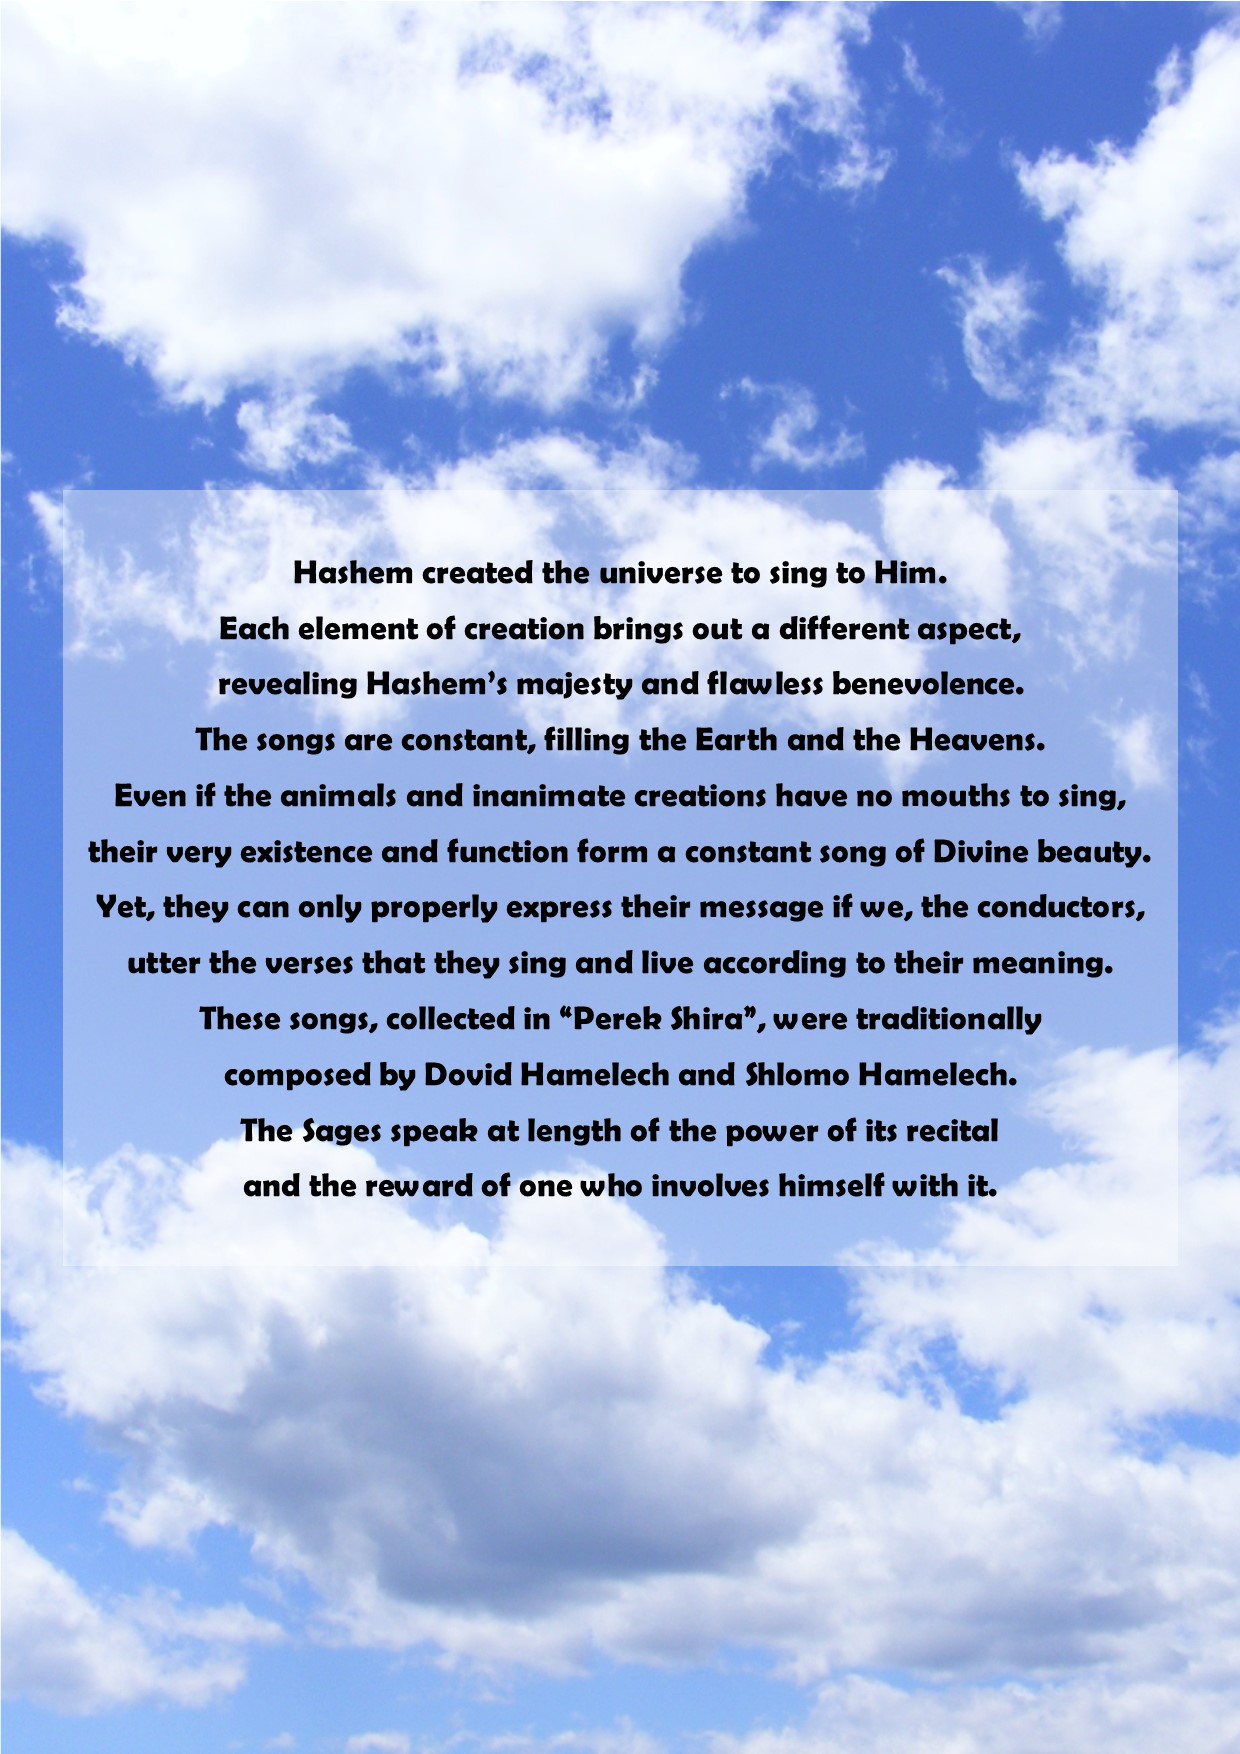 Hashem created the universe to sing to Him.
Each element of creation brings out a different aspect,
revealing Hashem’s majesty and flawless benevolence.
The songs are constant, filling the Earth and the Heavens.
Even if the animals and inanimate creations have no mouths to sing,
their very existence and function form a constant song of Divine beauty.
Yet, they can only properly express their message if we, the conductors,
utter the verses that they sing and live according to their meaning.
These songs, collected in “Perek Shira”, were traditionally
composed by Dovid Hamelech and Shlomo Hamelech.
The Sages speak at length of the power of its recital
and the reward of one who involves himself with it.